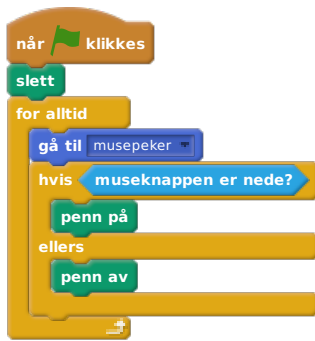 når klikkes
slett
for alltid
gå til musepeker
hvis museknappen er nede?
penn på
ellers
penn av